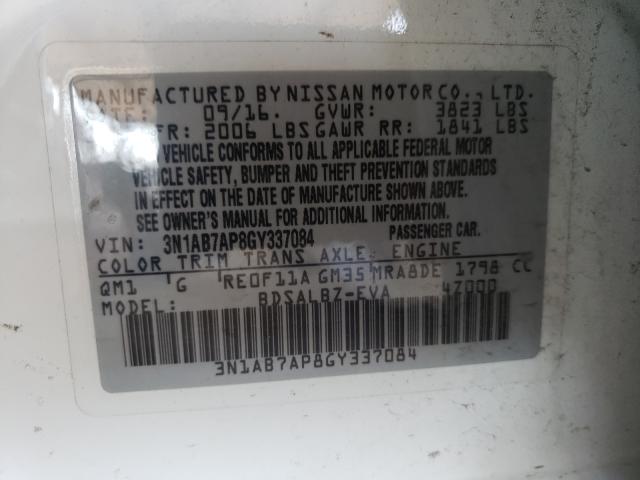 MANUFACTURED BY NISSAN MOTOR CO., LTD.
DATE: 09/16. GVWR: 3823 LBS
FR: 2006 LBS GAWR RR: 1841 LBS
VEHICLE CONFORMS TO ALL APPLICABLE FEDERAL MOTOR
VEHICLE SAFETY, BUMPER AND THEFT PREVENTION STANDARDS
IN EFFECT ON THE DATE OF MANUFACTURE SHOWN ABOVE.
SEE OWNER'S MANUAL FOR ADDITIONAL INFORMATION.
VIN: 3N1AB7AP8GY337084 PASSENGER CAR.
COLOR TRIM TRANS AXLE ENGINE
QM1 G RE0F11A GM35 MRA8DE 1798 CC
MODEL: BDSALBZ-EVA 4Z000
3N1AB7AP8GY337084